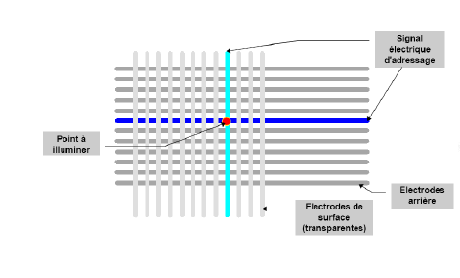 Signal
électrique
d'adressage
Point à
illuminer
Electrodes
arrière
Electrodes de
surface
(transparentes)